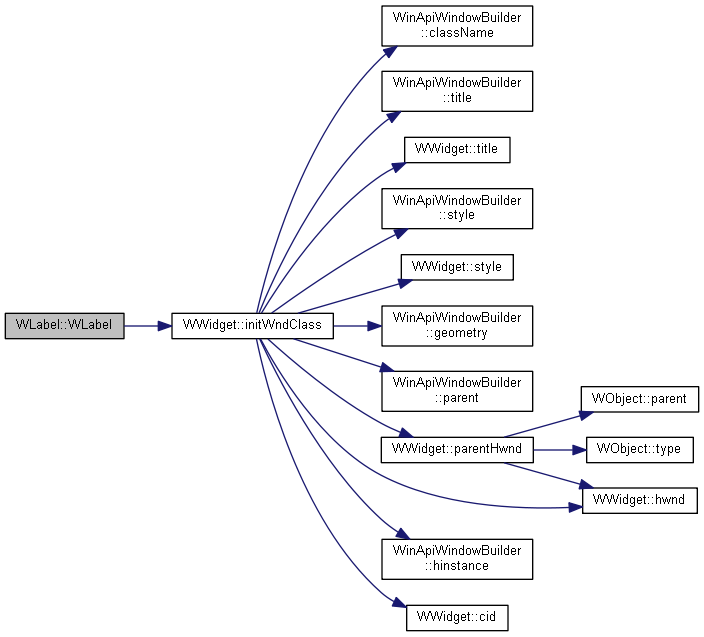 WinApiWindowBuilder
::className
WinApiWindowBuilder
::title
WWidget::title
WinApiWindowBuilder
::style
WWidget::style
WLabel::WLabel
WWidget::initWndClass
WinApiWindowBuilder
::geometry
WinApiWindowBuilder
::parent
WObject::parent
WWidget::parentHwnd
WObject::type
WWidget::hwnd
WinApiWindowBuilder
::hinstance
WWidget::cid